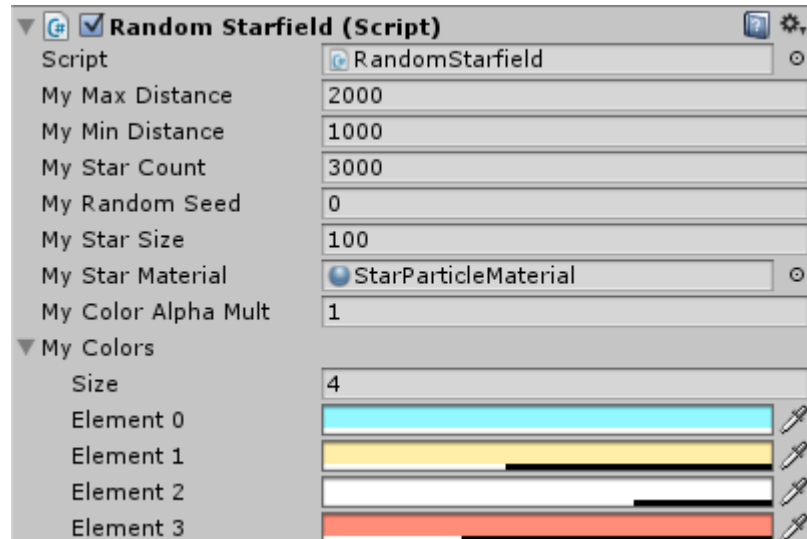 Random Starfield (Script)
Script RandomStarfield
My Max Distance 2000
My Min Distance 1000
My Star Count 3000
My Random Seed 0
My Star Size 100
My Star Material StarParticleMaterial
My Color Alpha Mult 1
My Colors
Size 4
Element 0
Element 1
Element 2
Element 3